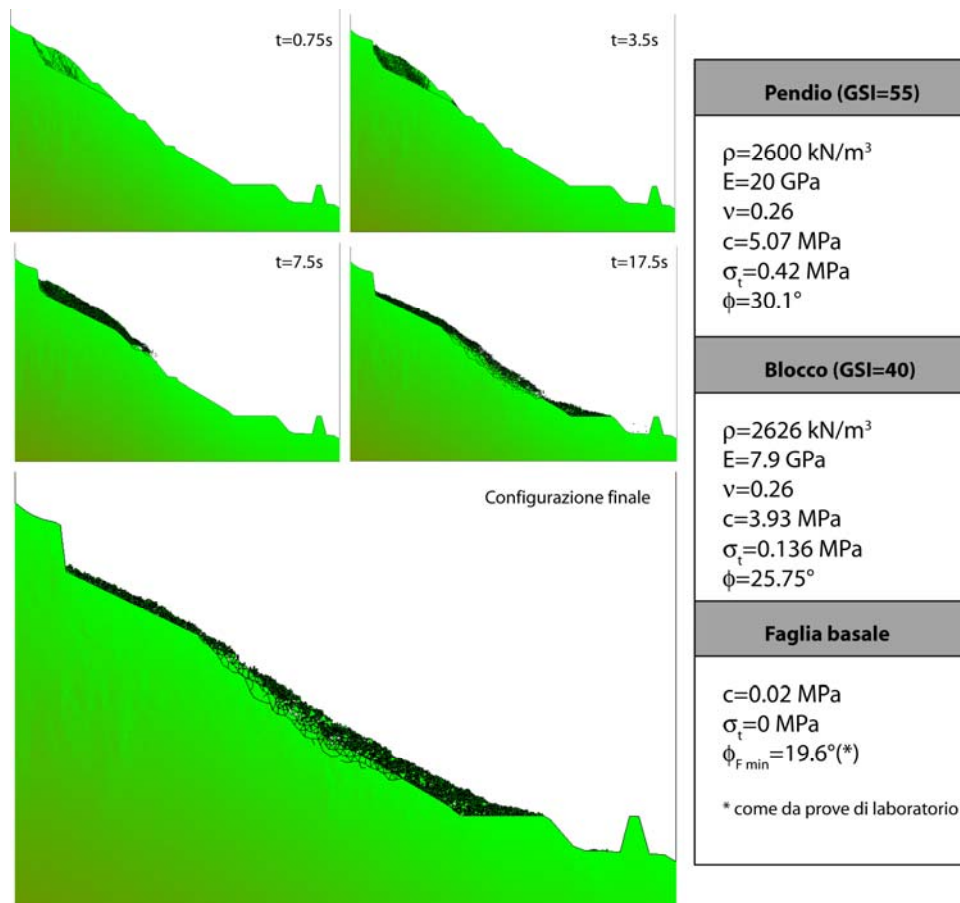 t=0.75s
t=3.5s
t=7.5s
t=17.5s
Configurazione finale
Pendio (GSI=55)
ρ=2600 kN/m³
E=20 GPa
ν=0.26
c=5.07 MPa
σₜ=0.42 MPa
ϕ=30.1°
Blocco (GSI=40)
ρ=2626 kN/m³
E=7.9 GPa
ν=0.26
c=3.93 MPa
σₜ=0.136 MPa
ϕ=25.75°
Faglia basale
c=0.02 MPa
σₜ=0 MPa
ϕF min=19.6°(*)
* come da prove di laboratorio